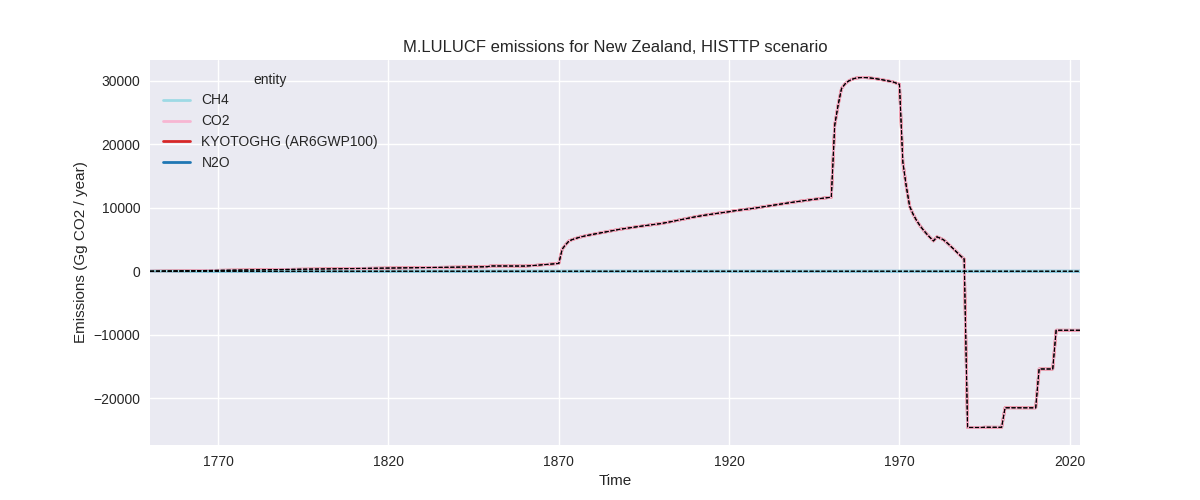 M.LULUCF emissions for New Zealand, HISTTP scenario
Emissions (Gg CO2 / year)
30000
20000
10000
0
−10000
−20000
entity
CH4
CO2
KYOTOGHG (AR6GWP100)
N2O
1770
1820
1870
1920
1970
2020
Time